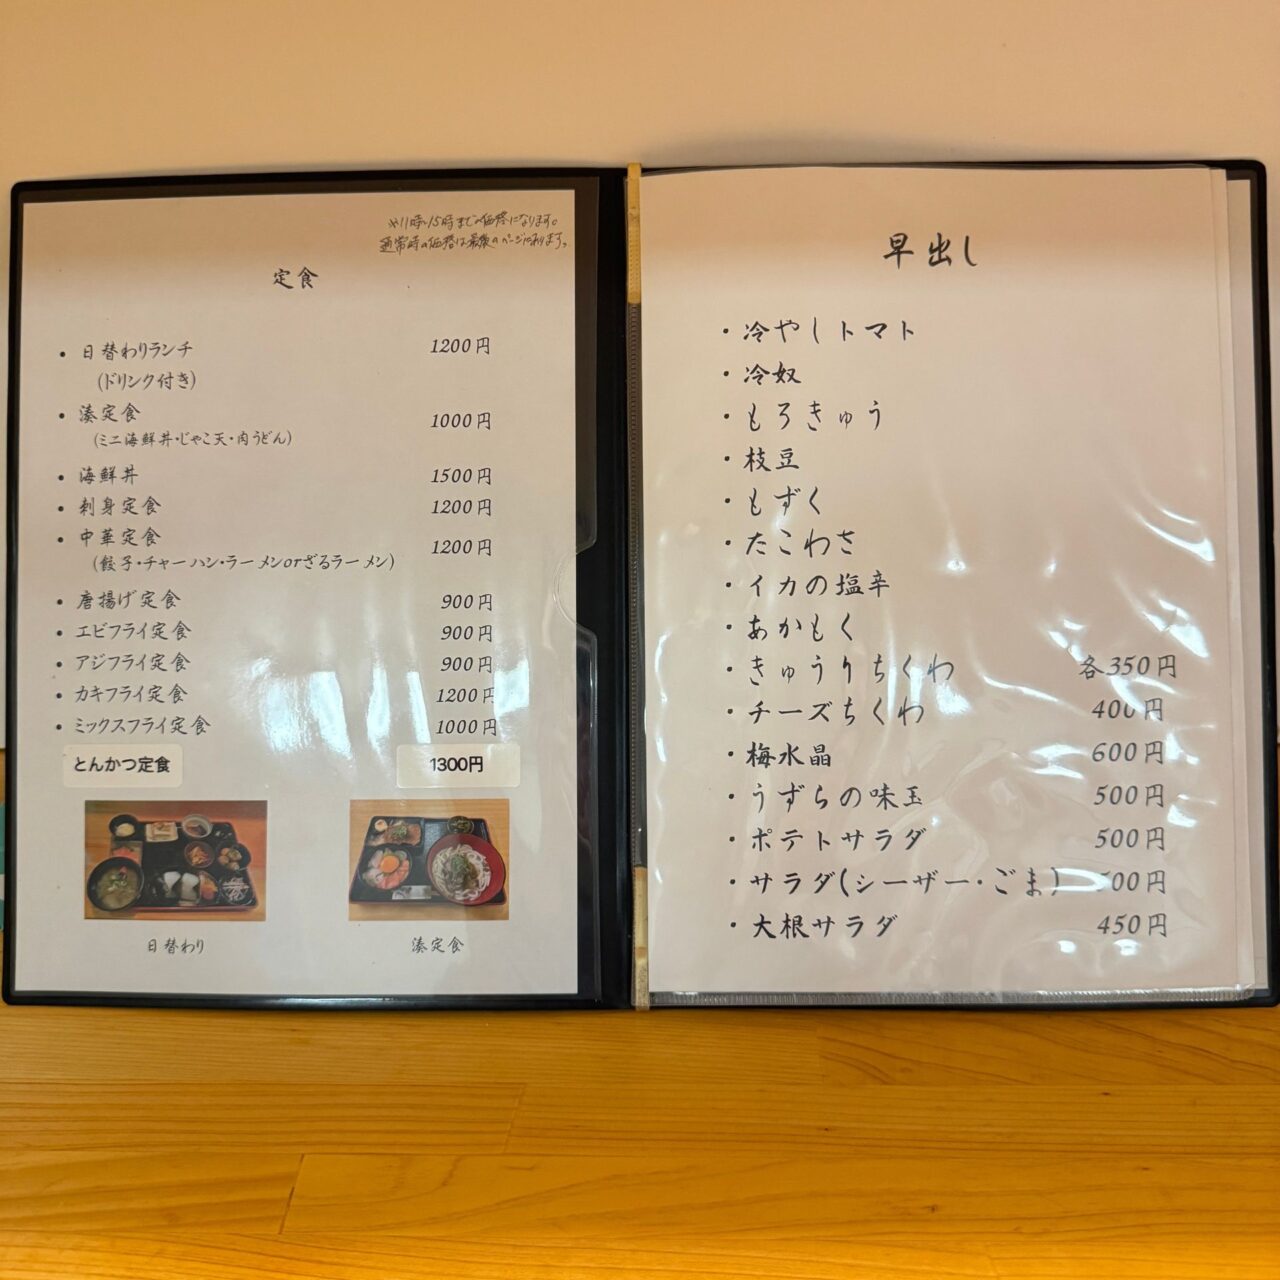 ※11時~15時までの価格になります。
通常時の価格は最後のページにあります。
定食
・日替わりランチ 1200円
(ドリンク付き)
・湊定食 1000円
(ミニ海鮮丼・じゃこ天・肉うどん)
・海鮮丼 1500円
・刺身定食 1200円
・中華定食 1200円
(餃子・チャーハン・ラーメンorざるラーメン)
・唐揚げ定食 900円
・エビフライ定食 900円
・アジフライ定食 900円
・カキフライ定食 1200円
・ミックスフライ定食 1000円
とんかつ定食 1300円
日替わり 湊定食
早出し
・冷やしトマト
・冷奴
・もろきゅう
・枝豆
・もずく
・たこわさ
・イカの塩辛
・あかもく
・きゅうりちくわ 各350円
・チーズちくわ 400円
・梅水晶 600円
・うずらの味玉 500円
・ポテトサラダ 500円
・サラダ(シーザー・ごま)
・大根サラダ 450円